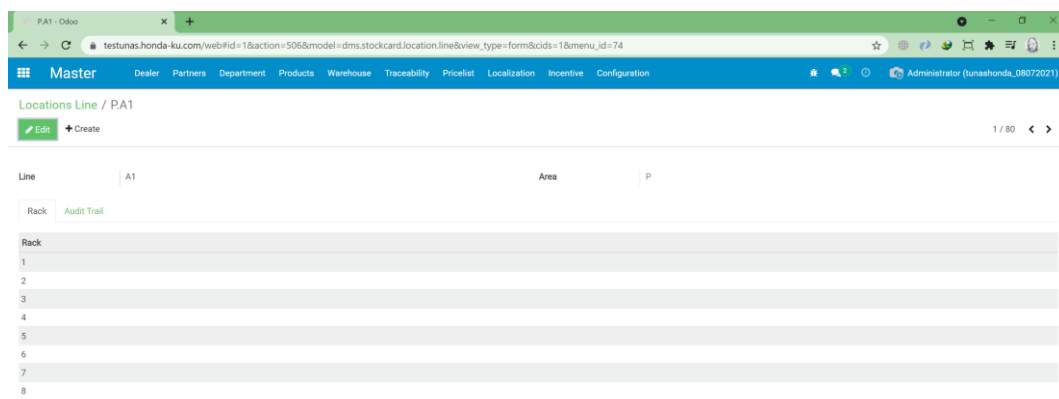 P.A1 - Odoo
testunas.honda-ku.com/web#id=1&action=506&model=dms.stockcard.location.line&view_type=form&cids=1&menu_id=74
Master Dealer Partners Department Products Warehouse Traceability Pricelist Localization Incentive Configuration 2 Administrator (tunashonda_08072021)
Locations Line / P.A1
Edit + Create 1 / 80
Line A1 Area P
Rack Audit Trail
Rack
1
2
3
4
5
6
7
8